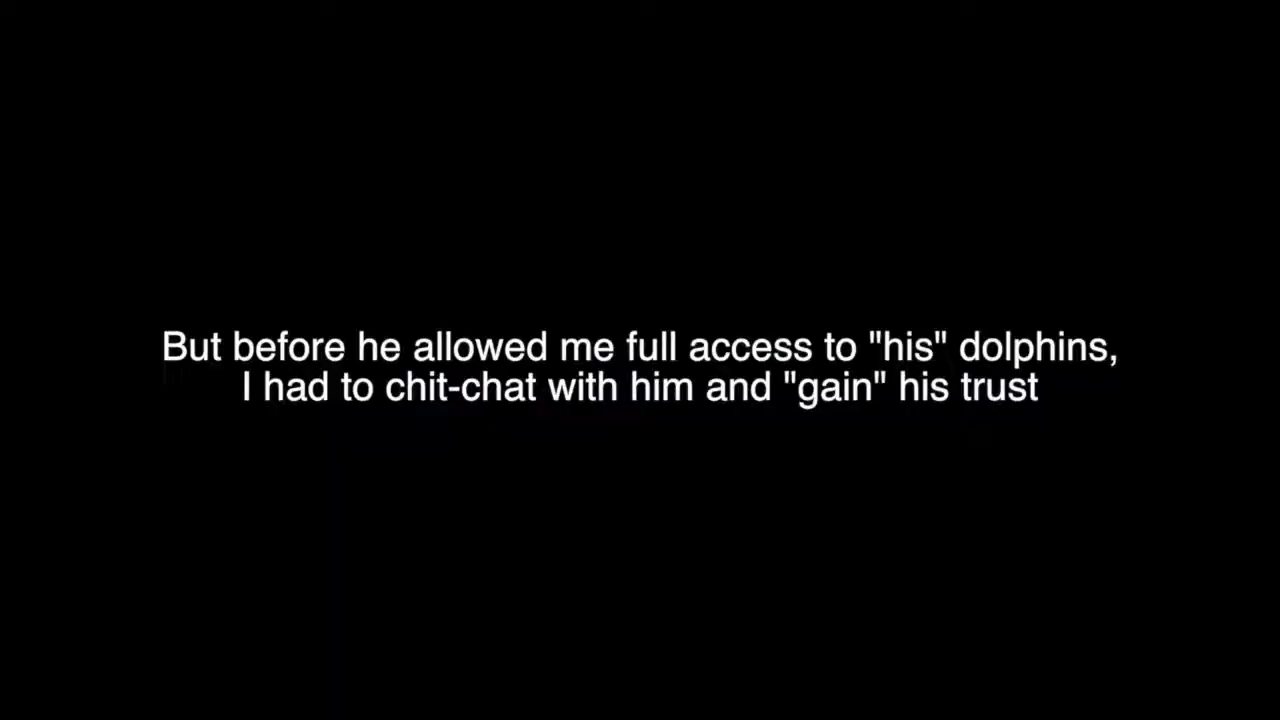 But before he allowed me full access to "his" dolphins,
I had to chit-chat with him and "gain" his trust